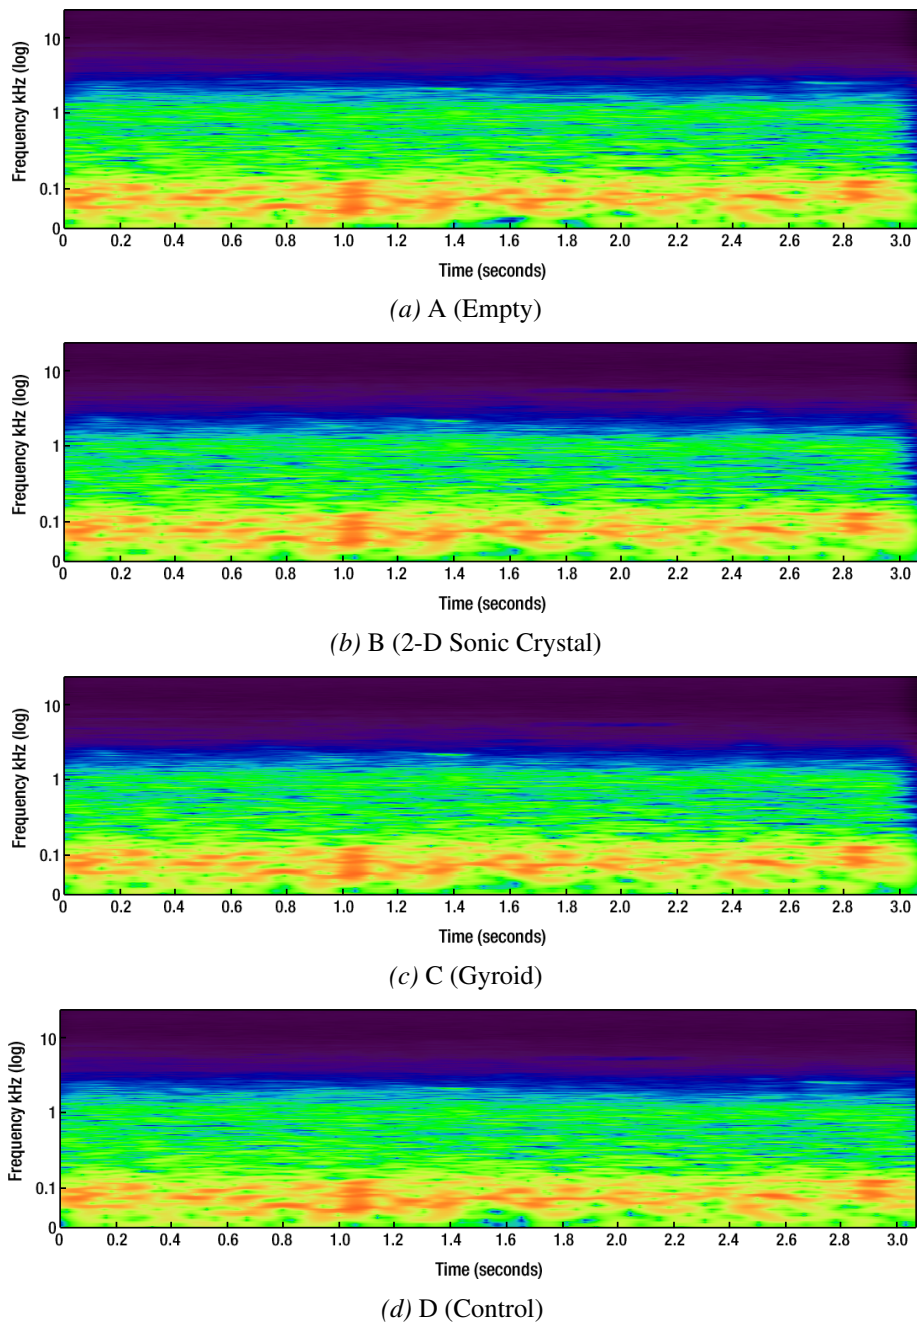 Frequency kHz (log)
10
1
0.1
0
0 0.2 0.4 0.6 0.8 1.0 1.2 1.4 1.6 1.8 2.0 2.2 2.4 2.6 2.8 3.0
Time (seconds)
(a) A (Empty)
Frequency kHz (log)
10
1
0.1
0
0 0.2 0.4 0.6 0.8 1.0 1.2 1.4 1.6 1.8 2.0 2.2 2.4 2.6 2.8 3.0
Time (seconds)
(b) B (2-D Sonic Crystal)
Frequency kHz (log)
10
1
0.1
0
0 0.2 0.4 0.6 0.8 1.0 1.2 1.4 1.6 1.8 2.0 2.2 2.4 2.6 2.8 3.0
Time (seconds)
(c) C (Gyroid)
Frequency kHz (log)
10
1
0.1
0
0 0.2 0.4 0.6 0.8 1.0 1.2 1.4 1.6 1.8 2.0 2.2 2.4 2.6 2.8 3.0
Time (seconds)
(d) D (Control)